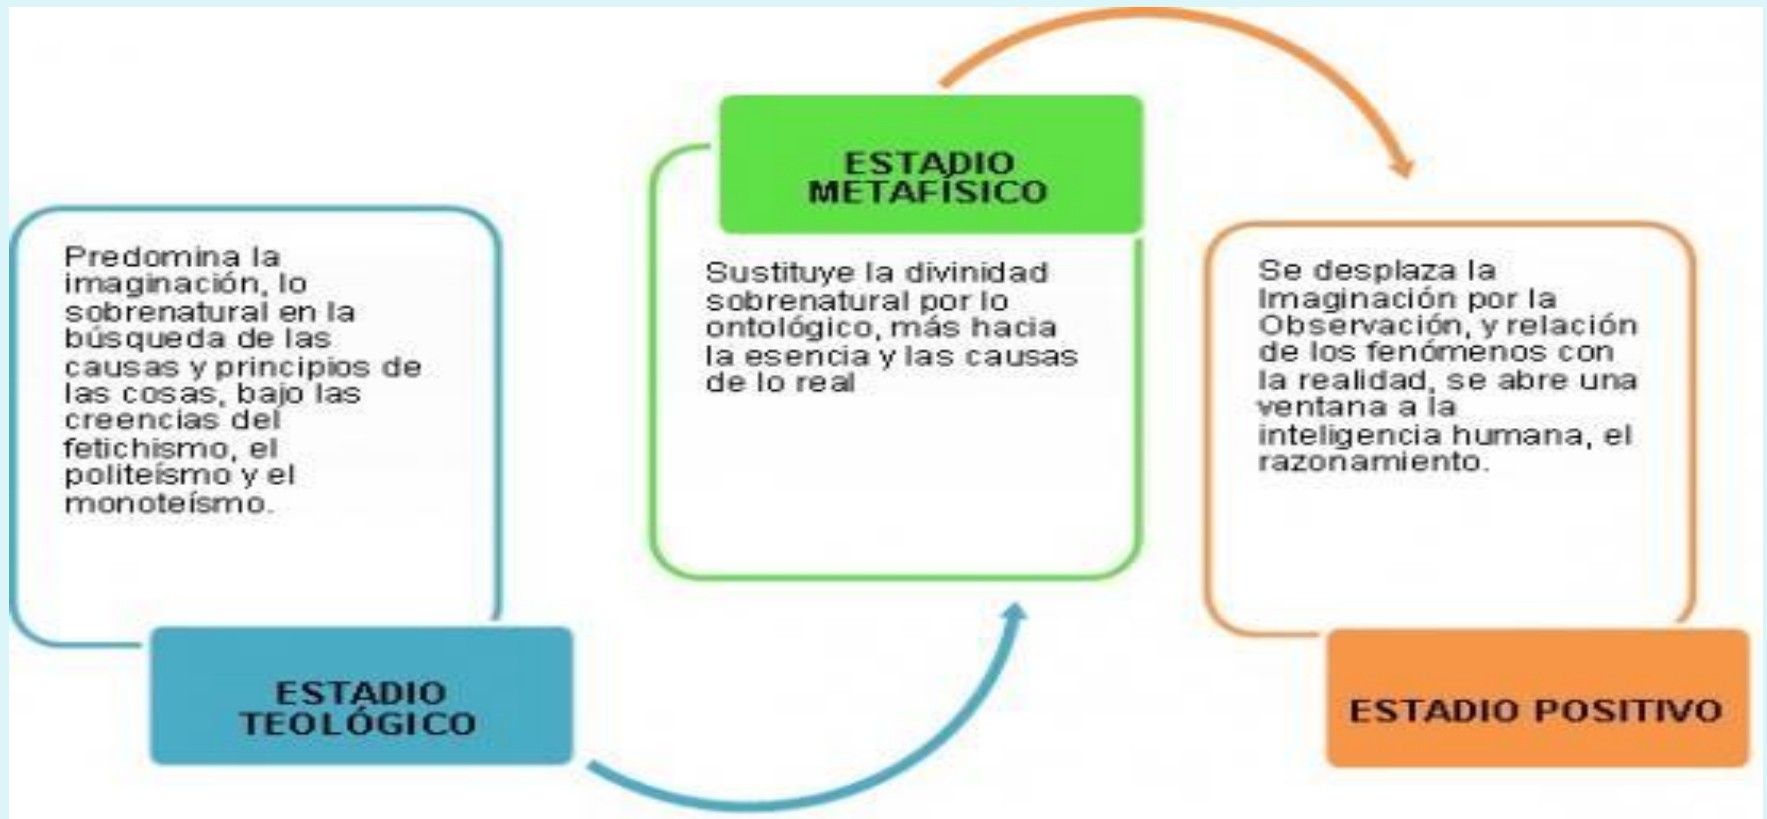 Predomina la
imaginación, lo
sobrenatural en la
búsqueda de las
causas y principios de
las cosas, bajo las
creencias del
fetichismo, el
politeísmo y el
monoteísmo.
ESTADIO
TEOLÓGICO
ESTADIO
METAFÍSICO
Sustituye la divinidad
sobrenatural por lo
ontológico, más hacia
la esencia y las causas
de lo real
Se desplaza la
Imaginación por la
Observación, y relación
de los fenómenos con
la realidad, se abre una
ventana a la
inteligencia humana, el
razonamiento.
ESTADIO POSITIVO